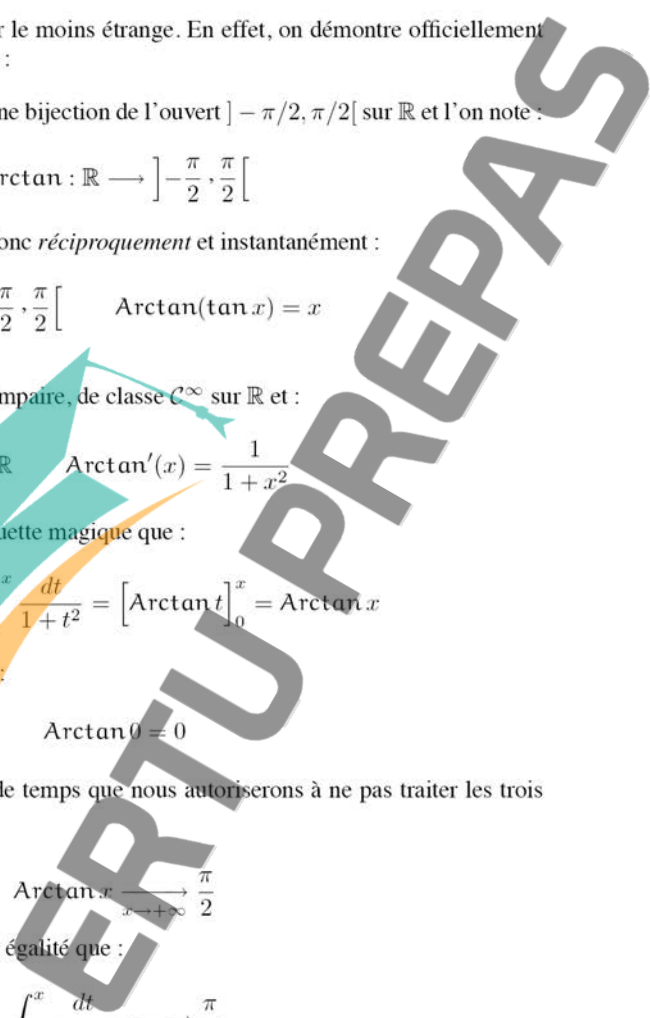 le moins étrange. En effet, on démontre officiellement
:
bijection de l'ouvert ] − π/2, π/2[ sur ℝ et l'on note :
rctan : ℝ ⟶ ]−π/2 , π/2[
onc réciproquement et instantanément :
π/2 , π/2[ Arctan(tan x) = x
mpaire, de classe 𝒞^∞ sur ℝ et :
ℝ Arctan′(x) = 1/(1 + x²)
uette magique que :
x dt/(1 + t²) = [Arctan t]_0^x = Arctan x
:
Arctan 0 = 0
de temps que nous autoriserons à ne pas traiter les trois
Arctan x ⟶_{x→+∞} π/2
égalité que :
∫^x dt π
ERTU PREPAS